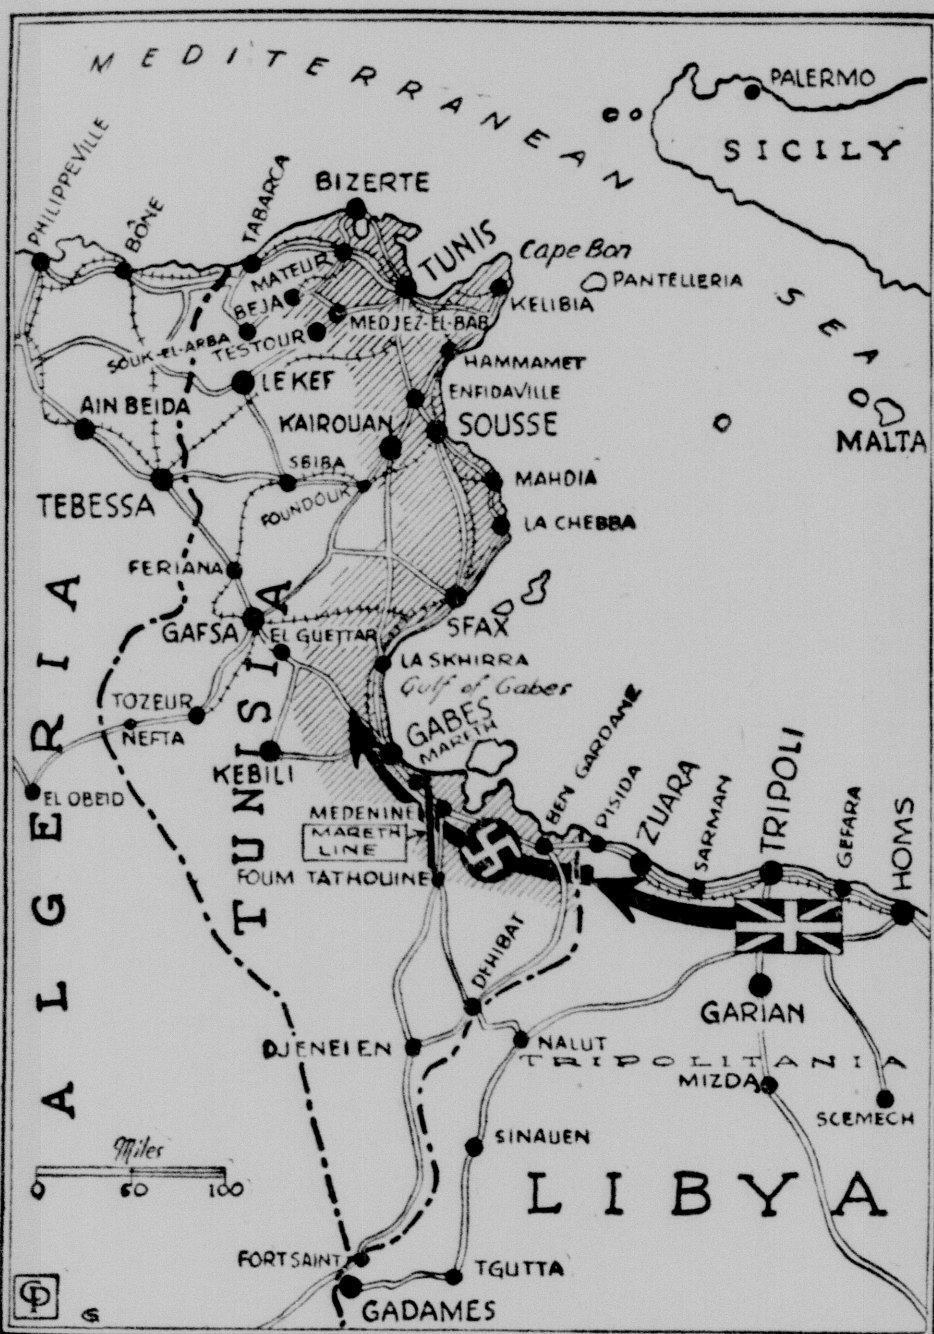 MEDITERRANEAN SEA
PALERMO
SICILY
PHILIPPEVILLE
BÔNE
TABARCA
BIZERTE
TUNIS
Cape Bon
MATEUR
PANTELLERIA
BEJA
KELIBIA
MEDJEZ-EL-BAB
SOUK-EL-ARBA
TESTOUR
HAMMAMET
LE KEF
ENFIDAVILLE
AIN BEIDA
KAIROUAN
SOUSSE
MALTA
SBIBA
MAHDIA
TEBESSA
FOUNDOUK
LA CHEBBA
FERIANA
GAFSA
EL GUETTAR
SFAX
LA SKHIRRA
Gulf of Gabes
TOZEUR
NEFTA
GABES
MARETH
KEBILI
EL OBEID
BEN GARDANE
PISIDA
ZUARA
SARMAN
TRIPOLI
GEFARA
HOMS
MEDENINE
MARETH
LINE
FOUM TATHOUINE
ALGERIA
TUNISIA
DEHIBAT
GARIAN
DJENEIEN
NALUT
TRIPOLITANIA
MIZDA
SCEMECH
SINAUEN
Miles
0 50 100
LIBYA
FORT SAINT
TGUTTA
GADAMES